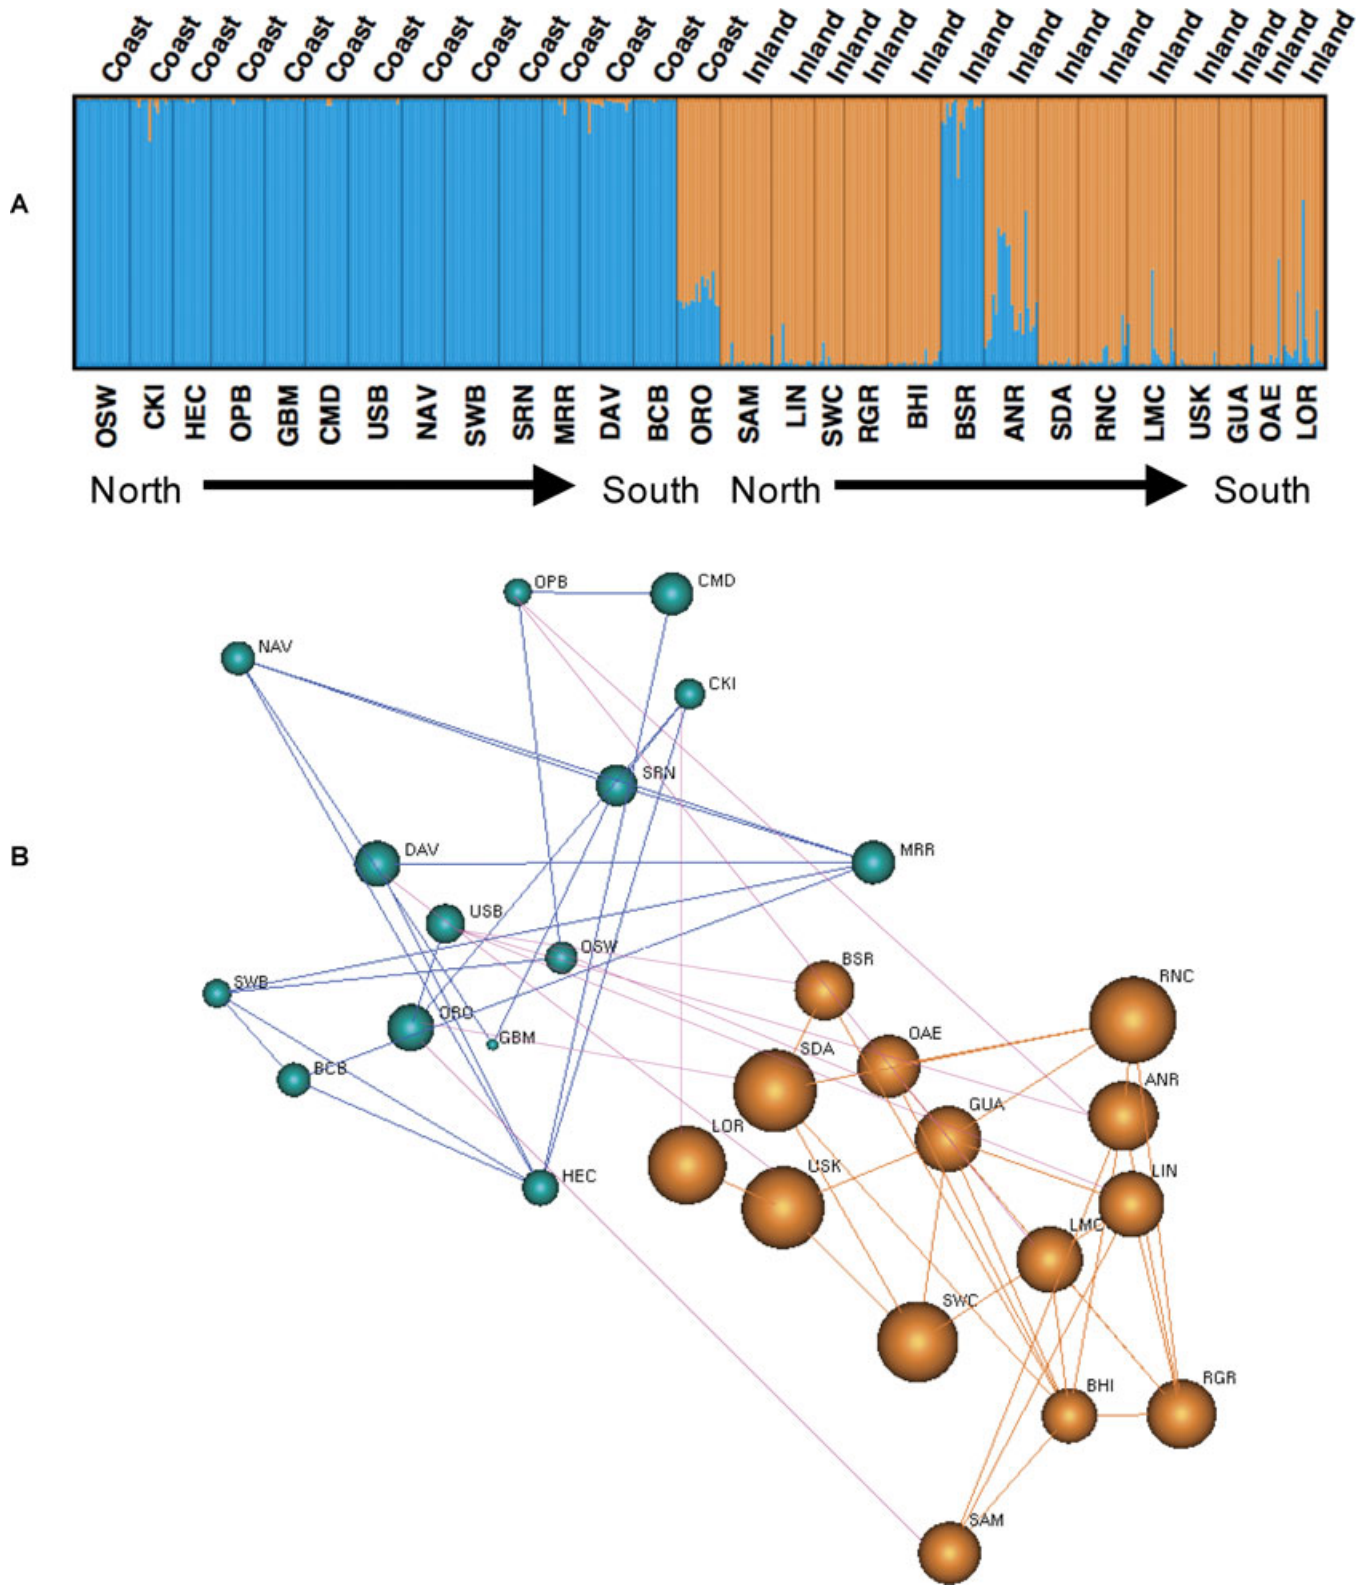 Coast Coast Coast Coast Coast Coast Coast Coast Coast Coast Coast Coast Coast Coast Inland Inland Inland Inland Inland Inland Inland Inland Inland Inland Inland Inland Inland Inland
A
OSW CKI HEC OPB GBM CMD USB NAV SWB SRN MRR DAV BCB ORO SAM LIN SWC RGR BHI BSR ANR SDA RNC LMC USK GUA OAE LOR
North South North South
OPB CMD
NAV
CKI
SRN
B
DAV MRR
USB
OSW
BSR
RNC
SWB
ORO
GBM
OAE
SDA
BCB
ANR
GUA
LOR
USK
LIN
HEC
LMC
SWC
RGR
BHI
SAM